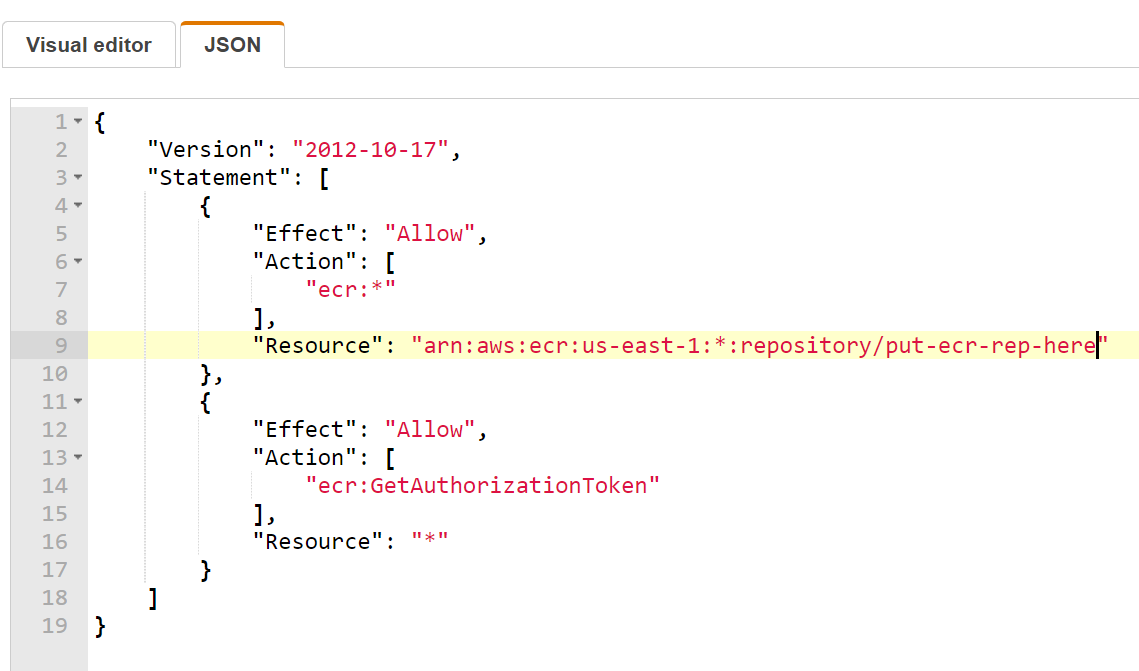 Visual editor JSON
1 {
2 "Version": "2012-10-17",
3 "Statement": [
4 {
5 "Effect": "Allow",
6 "Action": [
7 "ecr:*"
8 ],
9 "Resource": "arn:aws:ecr:us-east-1:*:repository/put-ecr-rep-here"
10 },
11 {
12 "Effect": "Allow",
13 "Action": [
14 "ecr:GetAuthorizationToken"
15 ],
16 "Resource": "*"
17 }
18 ]
19 }